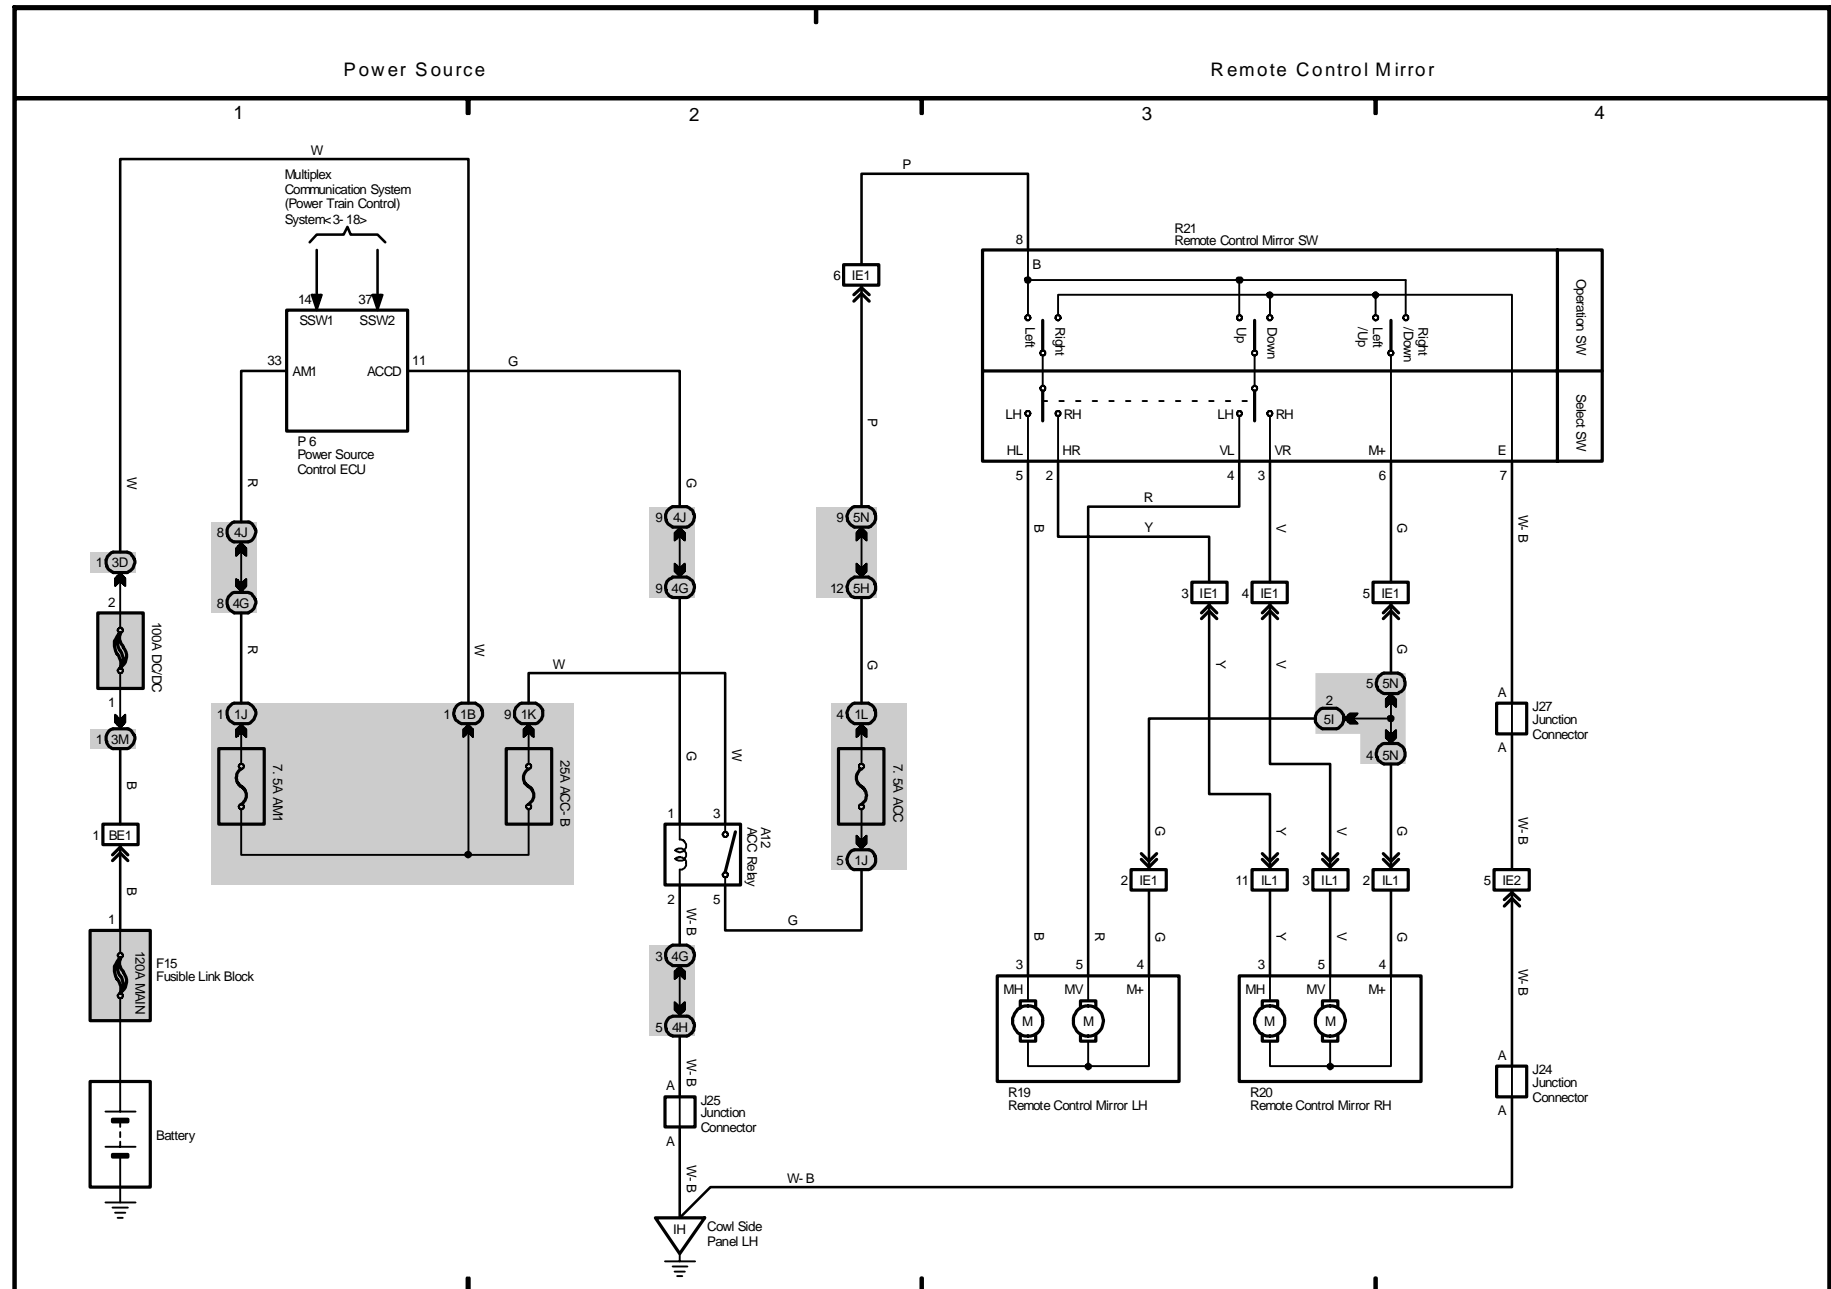 Power Source
Remote Control Mirror
1
2
3
4
W
Multiplex
Communication System
(Power Train Control)
System<3-18>
14
37
SSW1
SSW2
33
11
AM1
ACCD
G
P 6
Power Source
Control ECU
W
R
G
8 4J
8 4G
R
1 3D
2
100A DC/DC
1
1 3M
B
1 BE1
B
1
120A MAIN
F15
Fusible Link Block
Battery
1 1J
7. 5A AM1
W
1 1B
9 1K
25A ACC- B
W
9 4J
9 4G
G
W
1
3
A12
ACC Relay
2
5
W- B
G
3 4G
5 4H
W- B
A
J25
Junction
Connector
A
W- B
IH
Cowl Side
Panel LH
W- B
P
6 IE1
P
9 5N
12 5H
G
4 1L
7. 5A ACC
5 1J
R21
Remote Control Mirror SW
8
B
Operation SW
Left
Right
Up
Down
Left
/Up
Right
/Down
Select SW
LH
RH
LH
RH
HL
HR
VL
VR
M+
E
5
2
4
3
6
7
B
R
Y
V
G
W- B
3 IE1
4 IE1
5 IE1
Y
V
G
5 5N
2
5I
4 5N
A
J27
Junction
Connector
A
G
Y
V
G
W- B
2 IE1
11 IL1
3 IL1
2 IL1
5 IE2
B
R
G
Y
V
G
W- B
3
5
4
MH
MV
M+
M
M
R19
Remote Control Mirror LH
3
5
4
MH
MV
M+
M
M
R20
Remote Control Mirror RH
A
J24
Junction
Connector
A